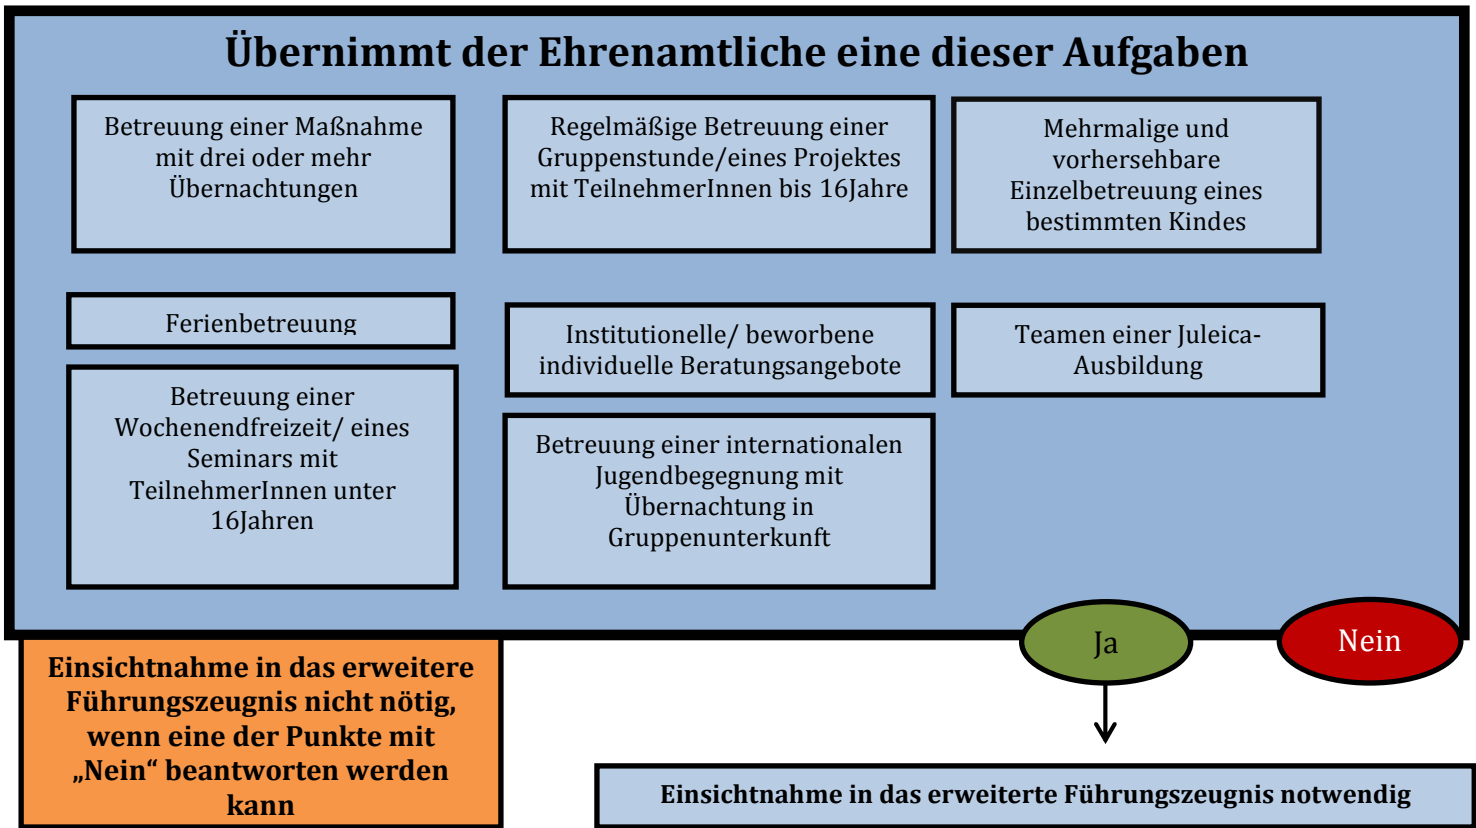 Übernimmt der Ehrenamtliche eine dieser Aufgaben
Betreuung einer Maßnahme
mit drei oder mehr
Übernachtungen
Regelmäßige Betreuung einer
Gruppenstunde/eines Projektes
mit TeilnehmerInnen bis 16Jahre
Mehrmalige und
vorhersehbare
Einzelbetreuung eines
bestimmten Kindes
Ferienbetreuung
Institutionelle/ beworbene
individuelle Beratungsangebote
Teamen einer Juleica-
Ausbildung
Betreuung einer
Wochenendfreizeit/ eines
Seminars mit
TeilnehmerInnen unter
16Jahren
Betreuung einer internationalen
Jugendbegegnung mit
Übernachtung in
Gruppenunterkunft
Ja
Nein
Einsichtnahme in das erweitere
Führungszeugnis nicht nötig,
wenn eine der Punkte mit
„Nein“ beantworten werden
kann
Einsichtnahme in das erweiterte Führungszeugnis notwendig